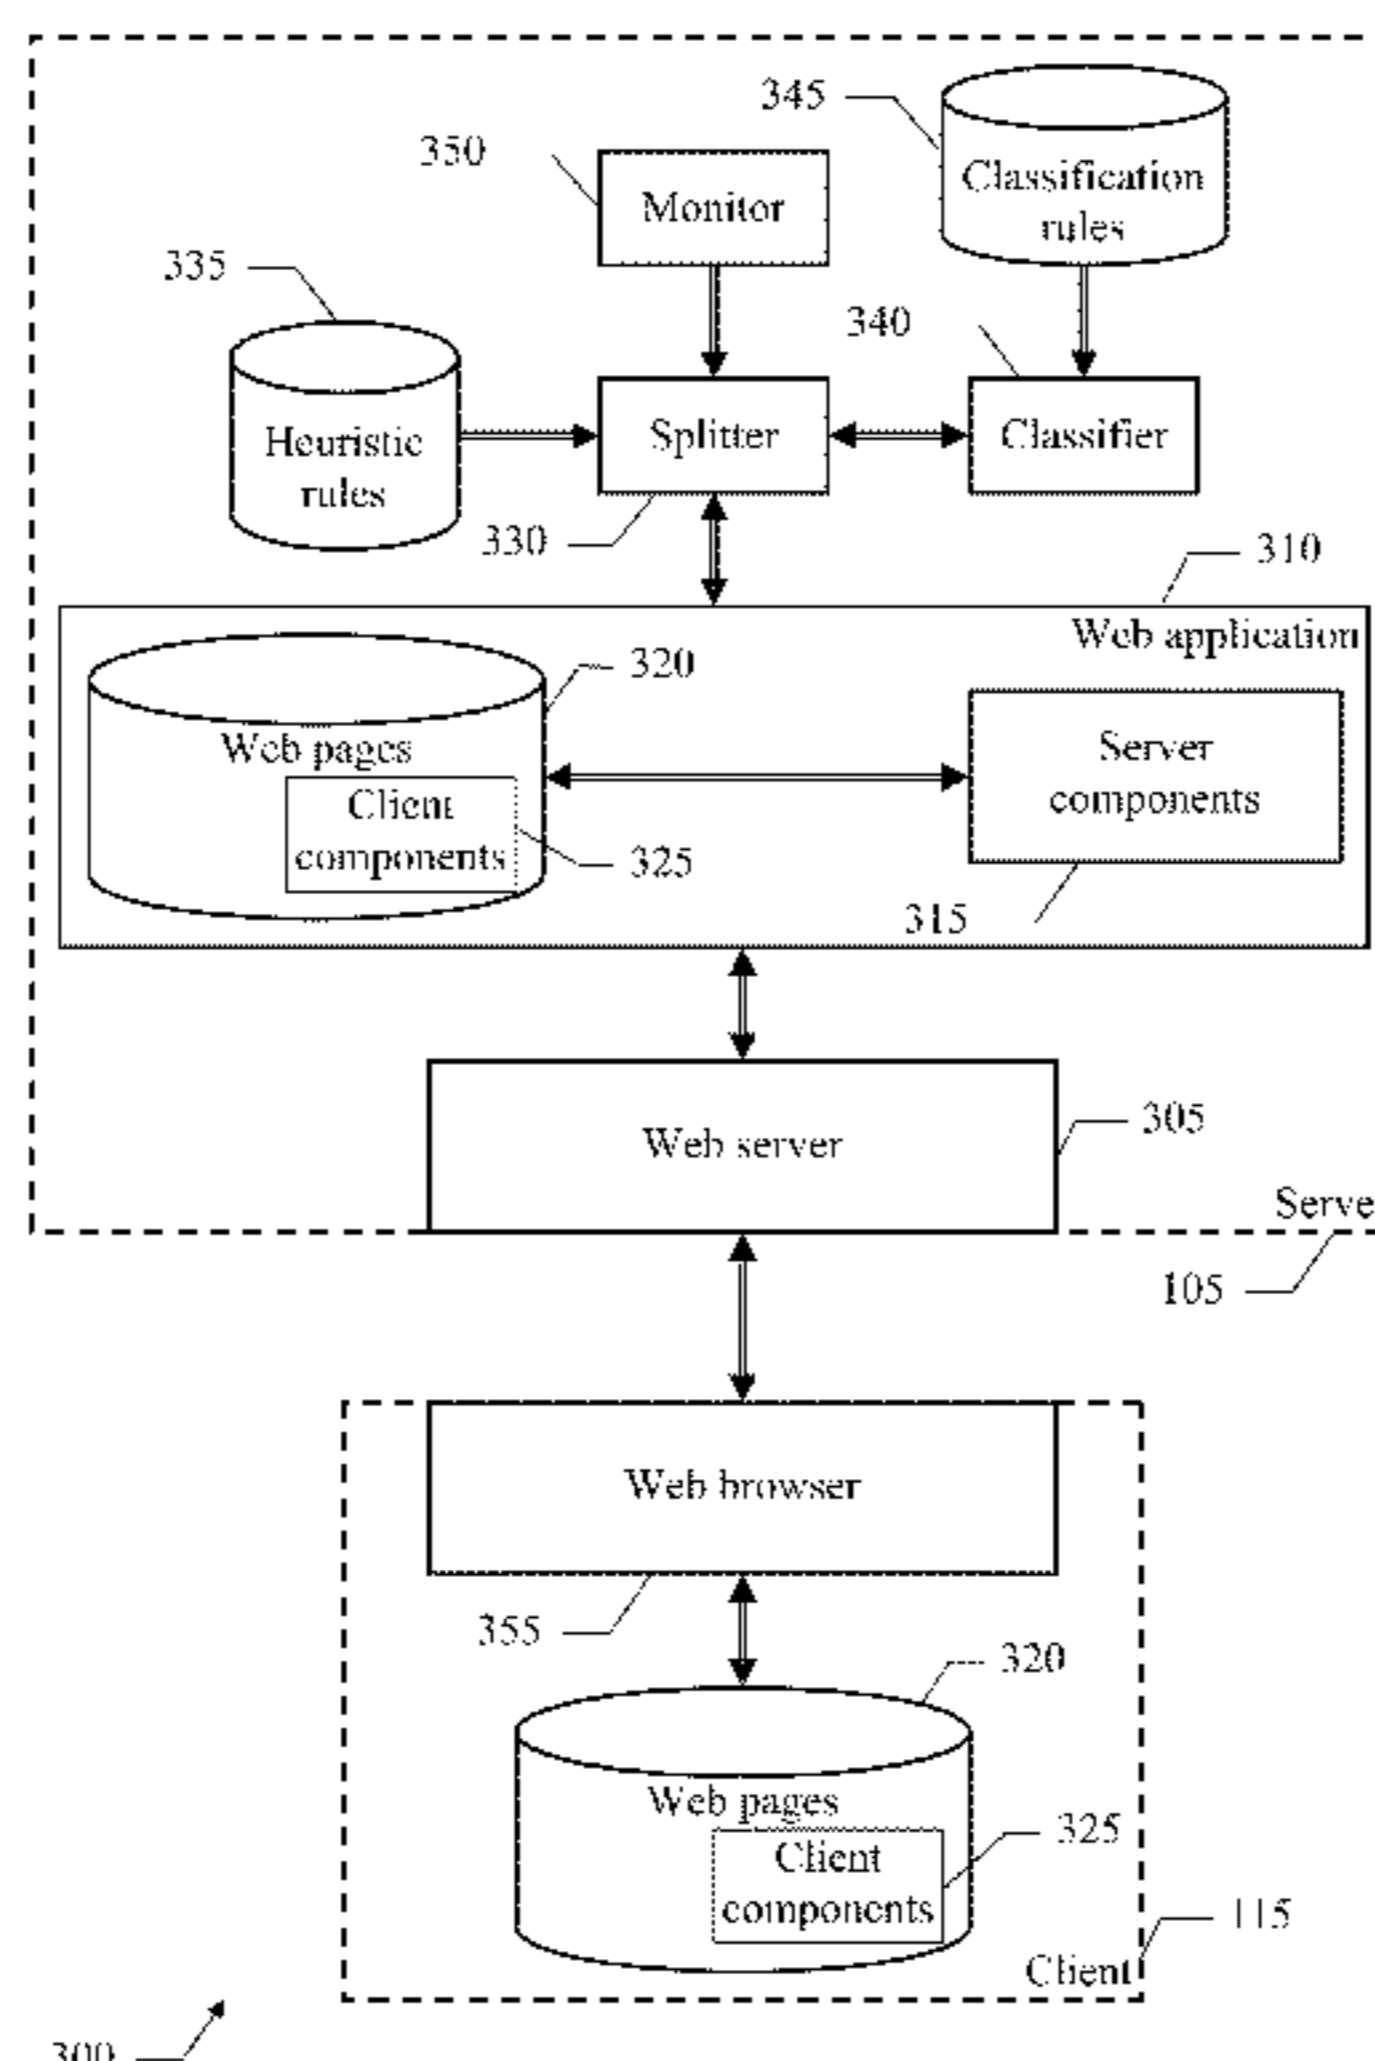 345
350
Classification
rules
Monitor
335
340
Heuristic
rules
Splitter
Classifier
330
310
Web application
320
Web pages
Client
components
325
Server
components
315
305
Web server
Serve
105
Web browser
355
320
Web pages
Client
components
325
115
Client
300